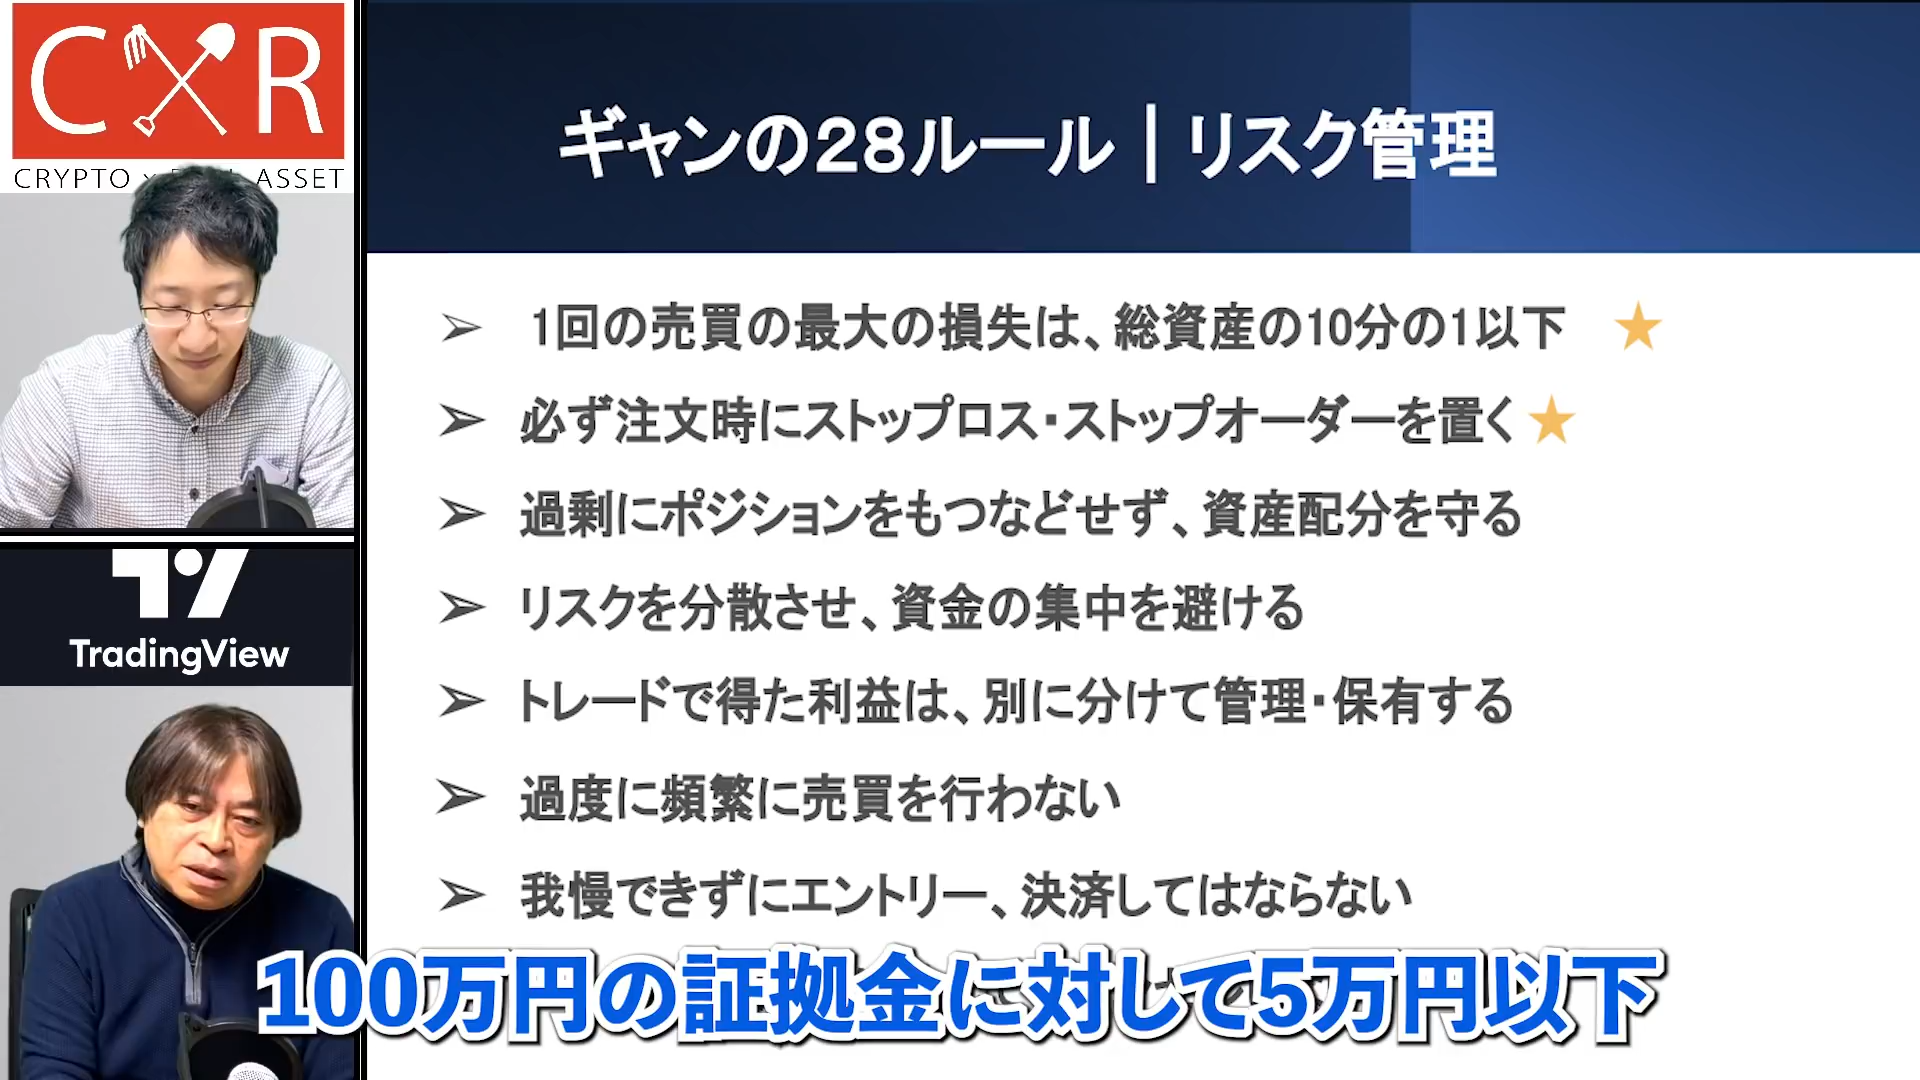 CXR
CRYPTO × REAL ASSET
TradingView
ギャンの28ルール｜リスク管理
➢ 1回の売買の最大の損失は、総資産の10分の1以下 ★
➢ 必ず注文時にストップロス・ストップオーダーを置く ★
➢ 過剰にポジションをもつなどせず、資産配分を守る
➢ リスクを分散させ、資金の集中を避ける
➢ トレードで得た利益は、別に分けて管理・保有する
➢ 過度に頻繁に売買を行わない
➢ 我慢できずにエントリー、決済してはならない
100万円の証拠金に対して5万円以下